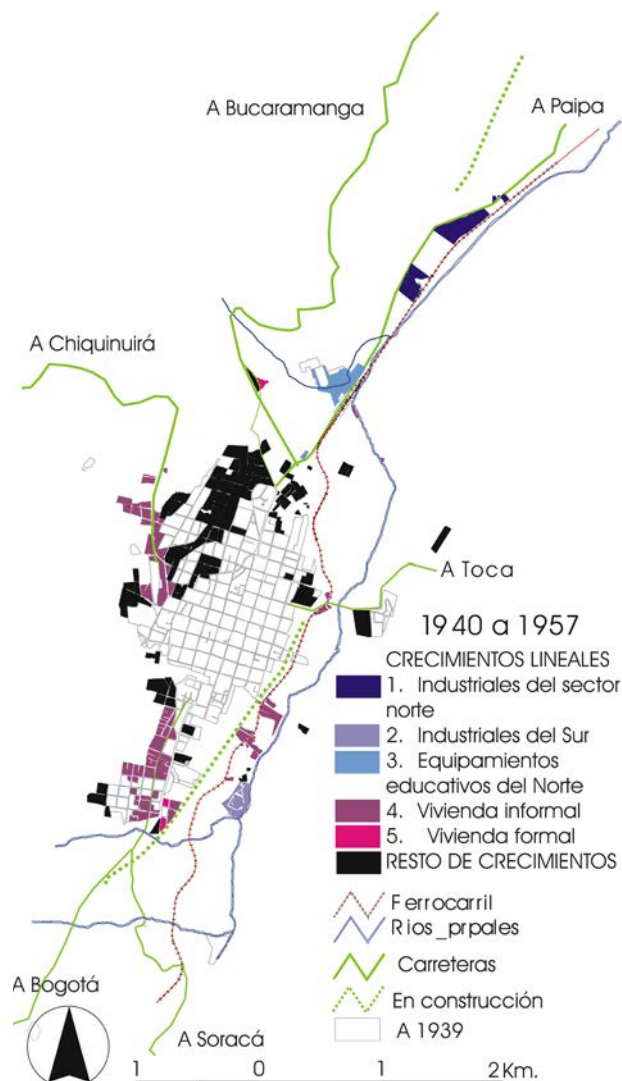 A Bucaramanga
A Paipa
A Chiquinuirá
A Toca
1940 a 1957
CRECIMIENTOS LINEALES
1. Industriales del sector
norte
2. Industriales del Sur
3. Equipamientos
educativos del Norte
4. Vivienda informal
5. Vivienda formal
RESTO DE CRECIMIENTOS
Ferrocarril
Rios_prpales
Carreteras
En construcción
A 1939
A Bogotá
A Soracá
1 0 1 2 Km.